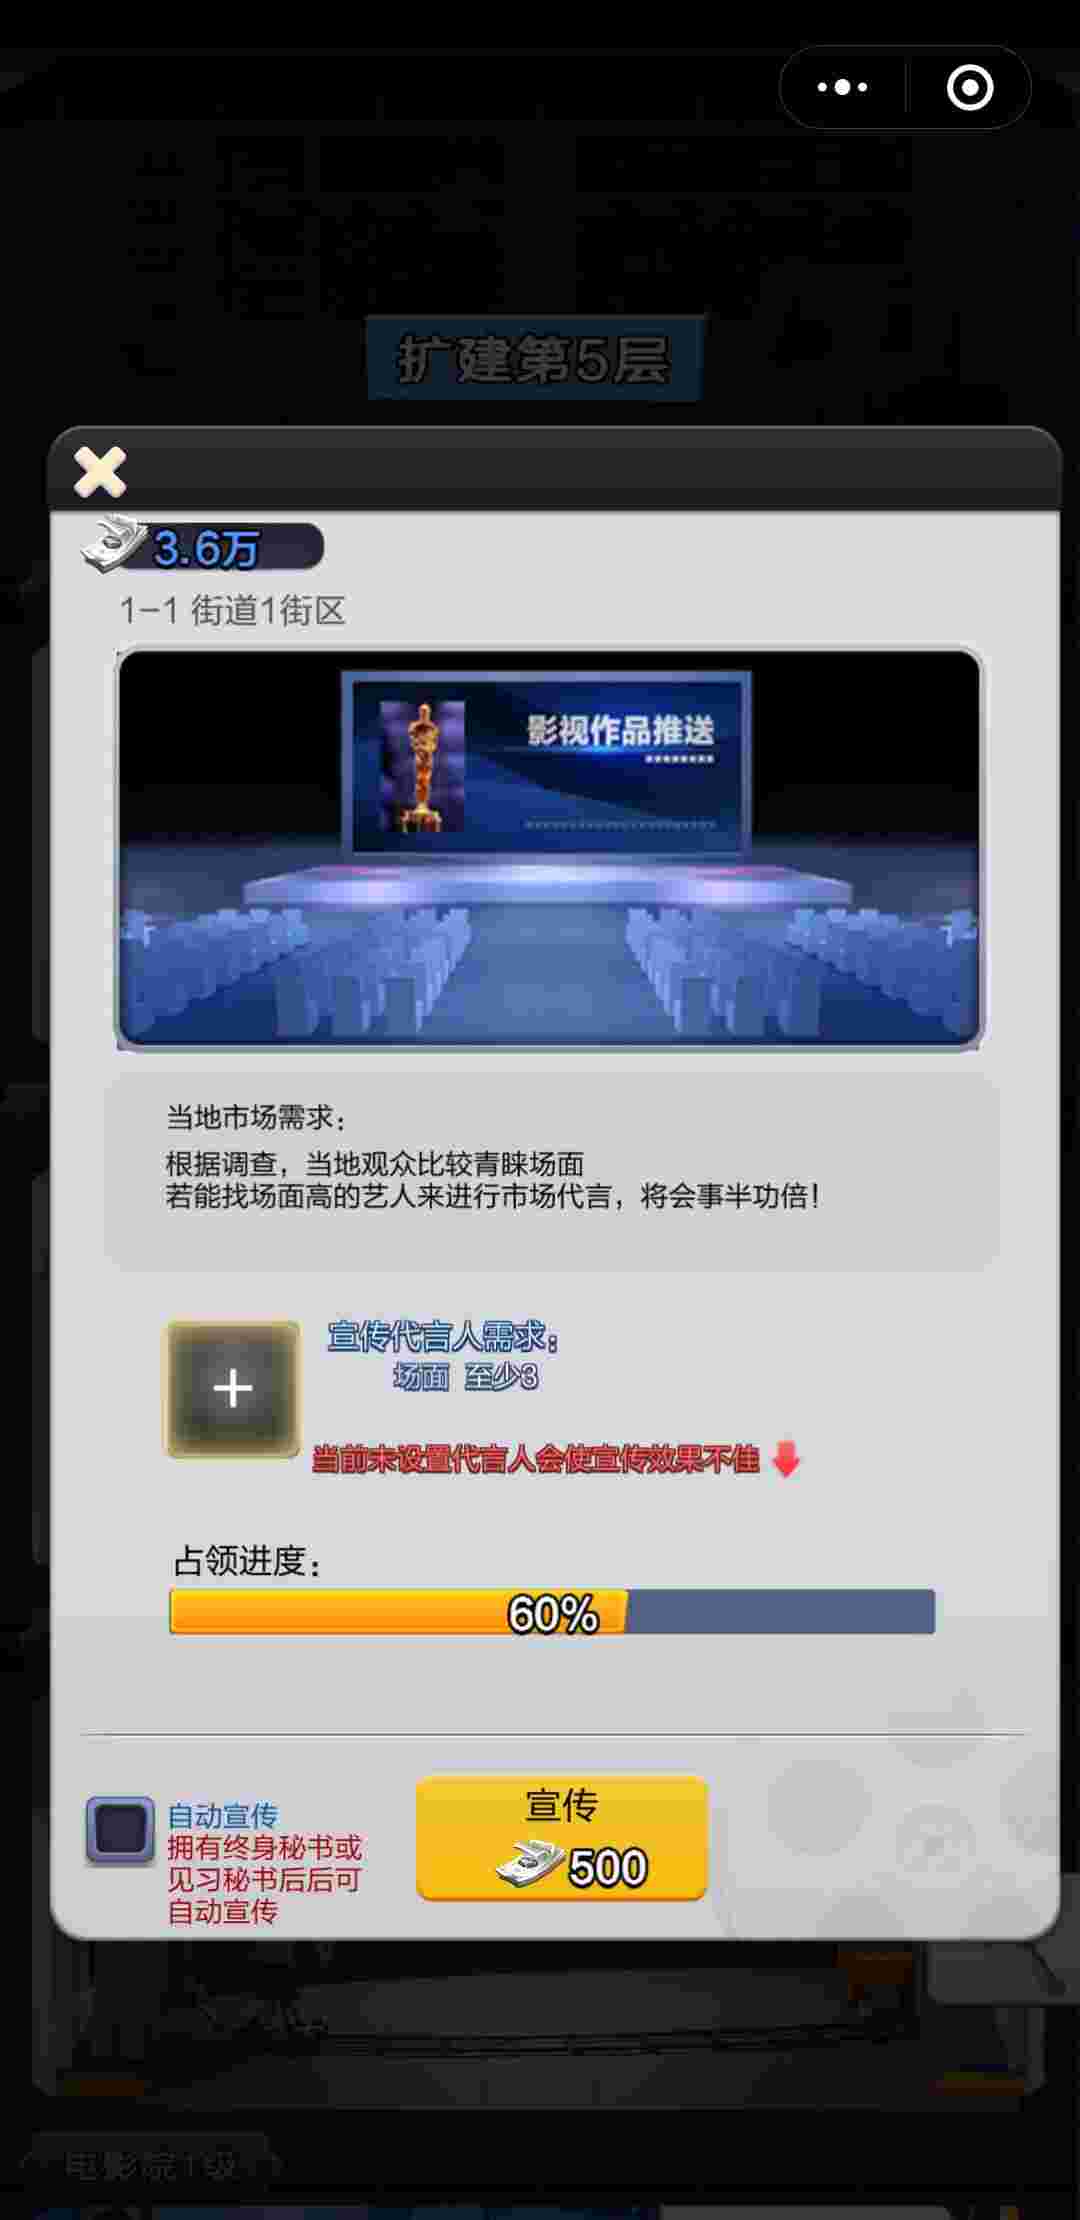 扩建第5层
3.6万
1-1 街道1街区
影视作品推送
当地市场需求：
根据调查，当地观众比较青睐场面
若能找场面高的艺人来进行市场代言，将会事半功倍！
宣传代言人需求：
场面 至少3
当前未设置代言人会使宣传效果不佳
占领进度：
60%
自动宣传
拥有终身秘书或
见习秘书后后可
自动宣传
宣传
500
电影院1级